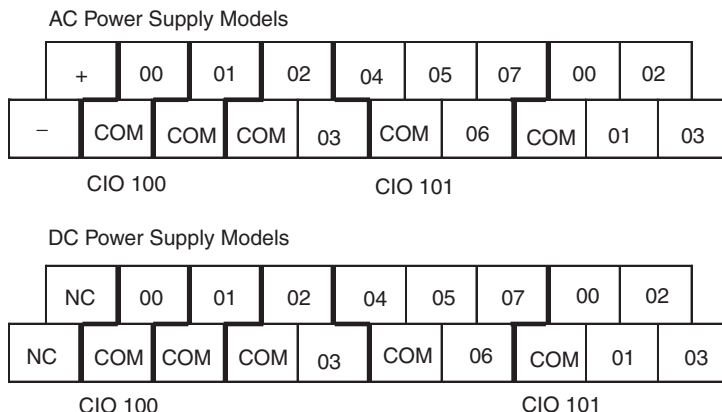 AC Power Supply Models
+ 00 01 02 04 05 07 00 02
− COM COM COM 03 COM 06 COM 01 03
CIO 100 CIO 101
DC Power Supply Models
NC 00 01 02 04 05 07 00 02
NC COM COM COM 03 COM 06 COM 01 03
CIO 100 CIO 101